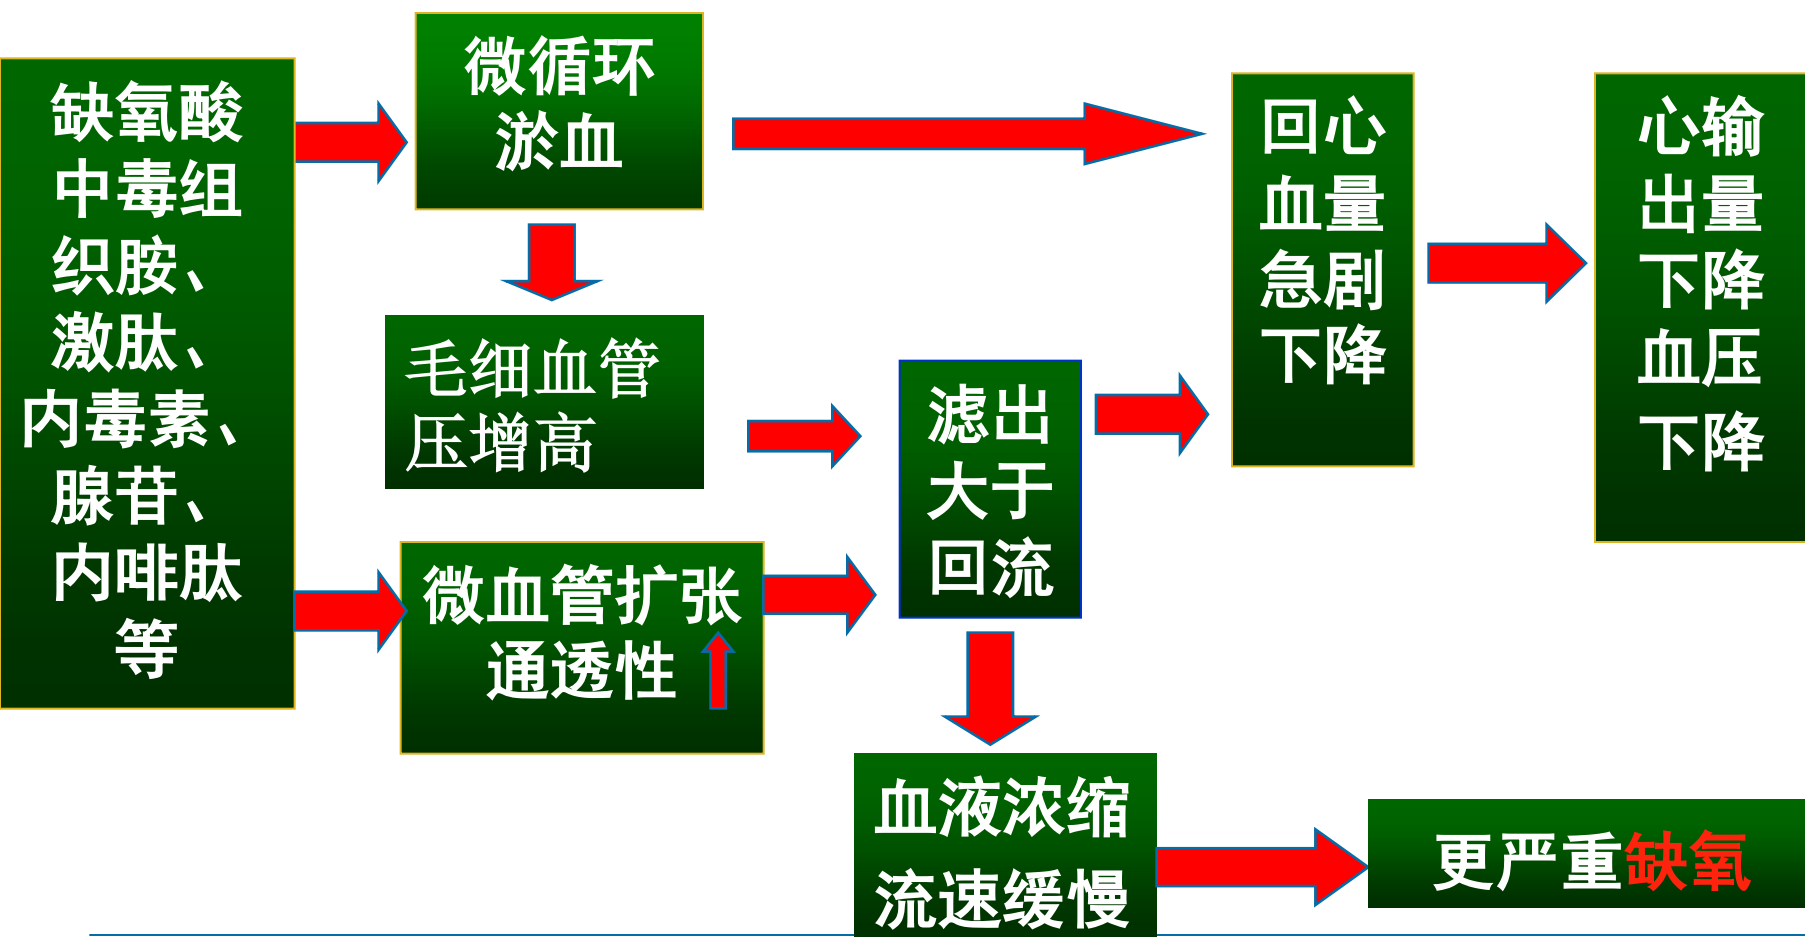 缺氧酸
中毒组
织胺、
激肽、
内毒素、
腺苷、
内啡肽
等
微循环
淤血
毛细血管
压增高
微血管扩张
通透性
滤出
大于
回流
回心
血量
急剧
下降
心输
出量
下降
血压
下降
血液浓缩
流速缓慢
更严重缺氧